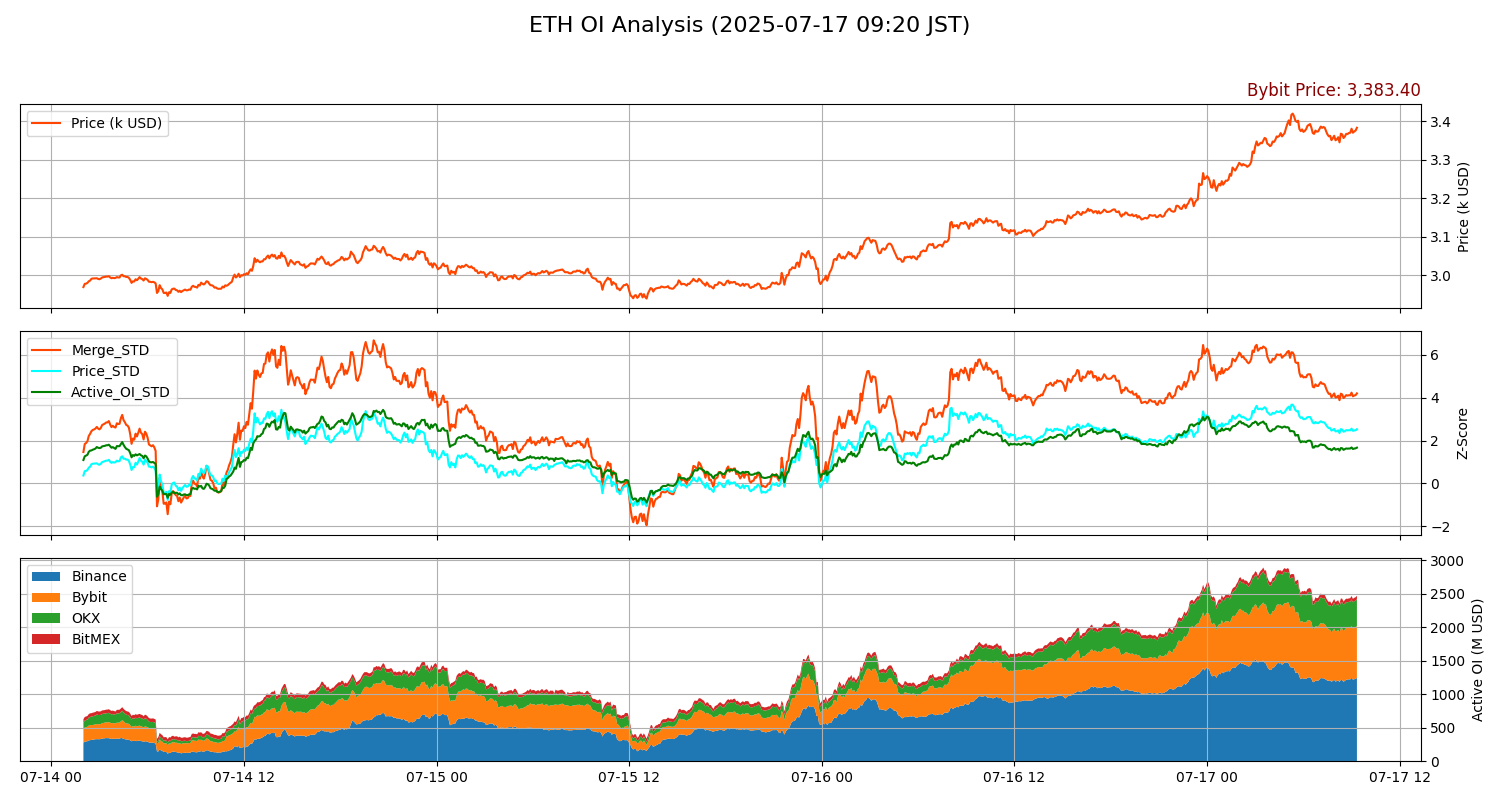 ETH OI Analysis (2025-07-17 09:20 JST)
Bybit Price: 3,383.40
Price (k USD)
3.4
3.3
3.2
3.1
3.0
Price (k USD)
Merge_STD
Price_STD
Active_OI_STD
6
4
2
0
−2
Z-Score
Binance
Bybit
OKX
BitMEX
3000
2500
2000
1500
1000
500
0
Active OI (M USD)
07-14 00
07-14 12
07-15 00
07-15 12
07-16 00
07-16 12
07-17 00
07-17 12